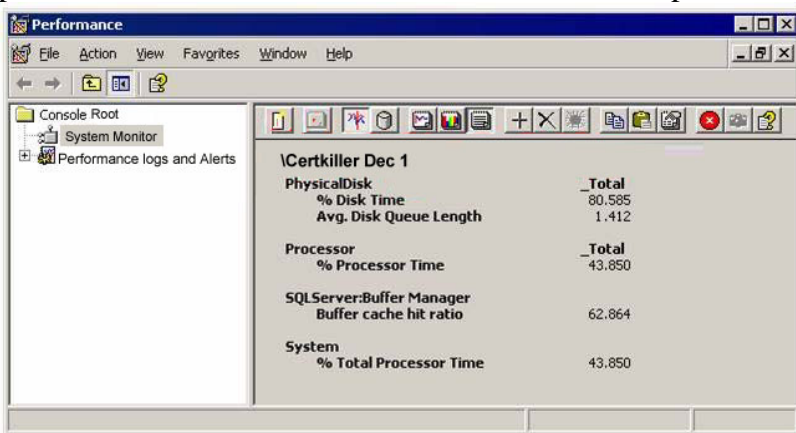 Performance
File Action View Favorites Window Help
Console Root
System Monitor
Performance logs and Alerts
\Certkiller Dec 1
PhysicalDisk _Total
% Disk Time 80.585
Avg. Disk Queue Length 1.412
Processor _Total
% Processor Time 43.850
SQLServer:Buffer Manager
Buffer cache hit ratio 62.864
System
% Total Processor Time 43.850